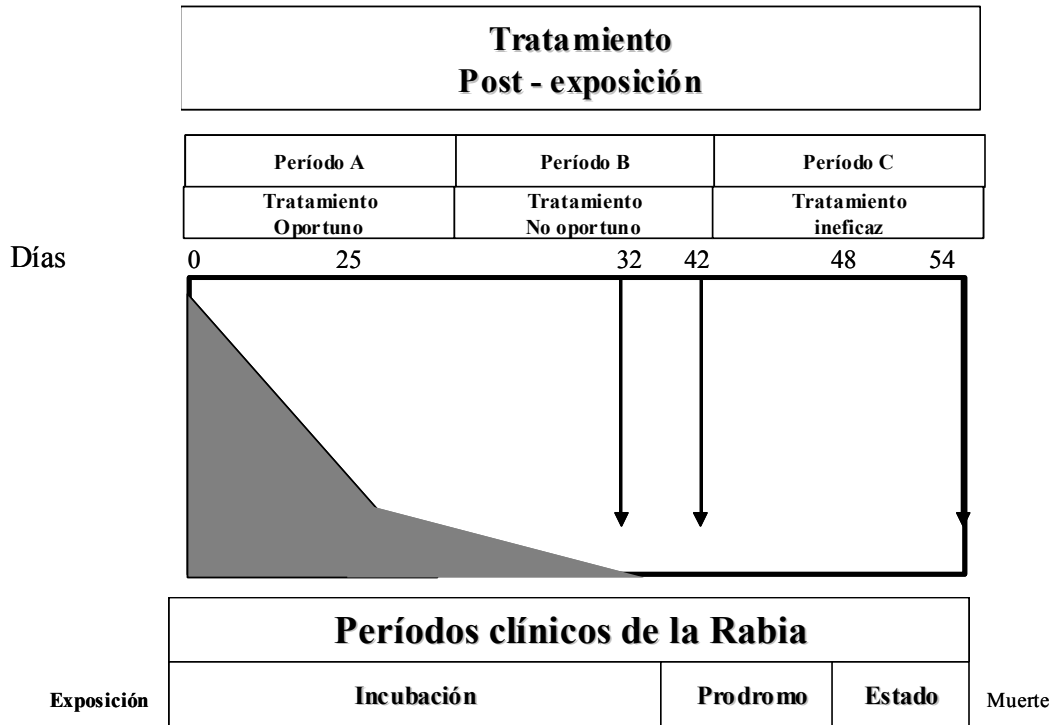 Tratamiento
Post - exposición
Período A Período B Período C
Tratamiento Tratamiento Tratamiento
Oportuno No oportuno ineficaz
Días 0 25 32 42 48 54
Períodos clínicos de la Rabia
Exposición Incubación Prodromo Estado Muerte